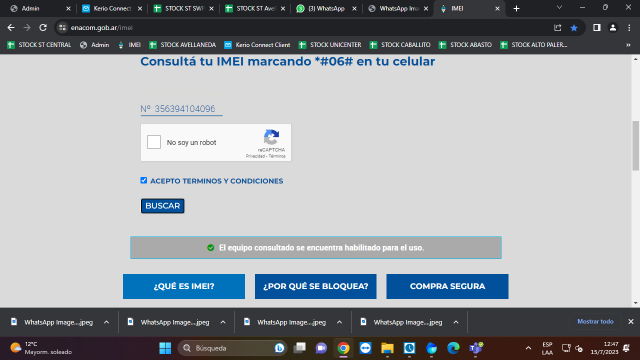 Admin
Kerio Connect
STOCK ST SWF
STOCK ST Avel
(3) WhatsApp
WhatsApp Ima
IMEI
enacom.gob.ar/imei
STOCK ST CENTRAL
Admin
IMEI
STOCK AVELLANEDA
Kerio Connect Client
STOCK UNICENTER
STOCK CABALLITO
STOCK ABASTO
STOCK ALTO PALER...
Consultá tu IMEI marcando *#06# en tu celular
Nº 356394104096
No soy un robot
reCAPTCHA
Privacidad - Términos
ACEPTO TERMINOS Y CONDICIONES
BUSCAR
El equipo consultado se encuentra habilitado para el uso.
¿QUÉ ES IMEI?
¿POR QUÉ SE BLOQUEA?
COMPRA SEGURA
WhatsApp Image....jpeg
WhatsApp Image....jpeg
WhatsApp Image....jpeg
WhatsApp Image....jpeg
Mostrar todo
12°C
Mayorm. soleado
Búsqueda
ESP
LAA
12:47
15/7/2023